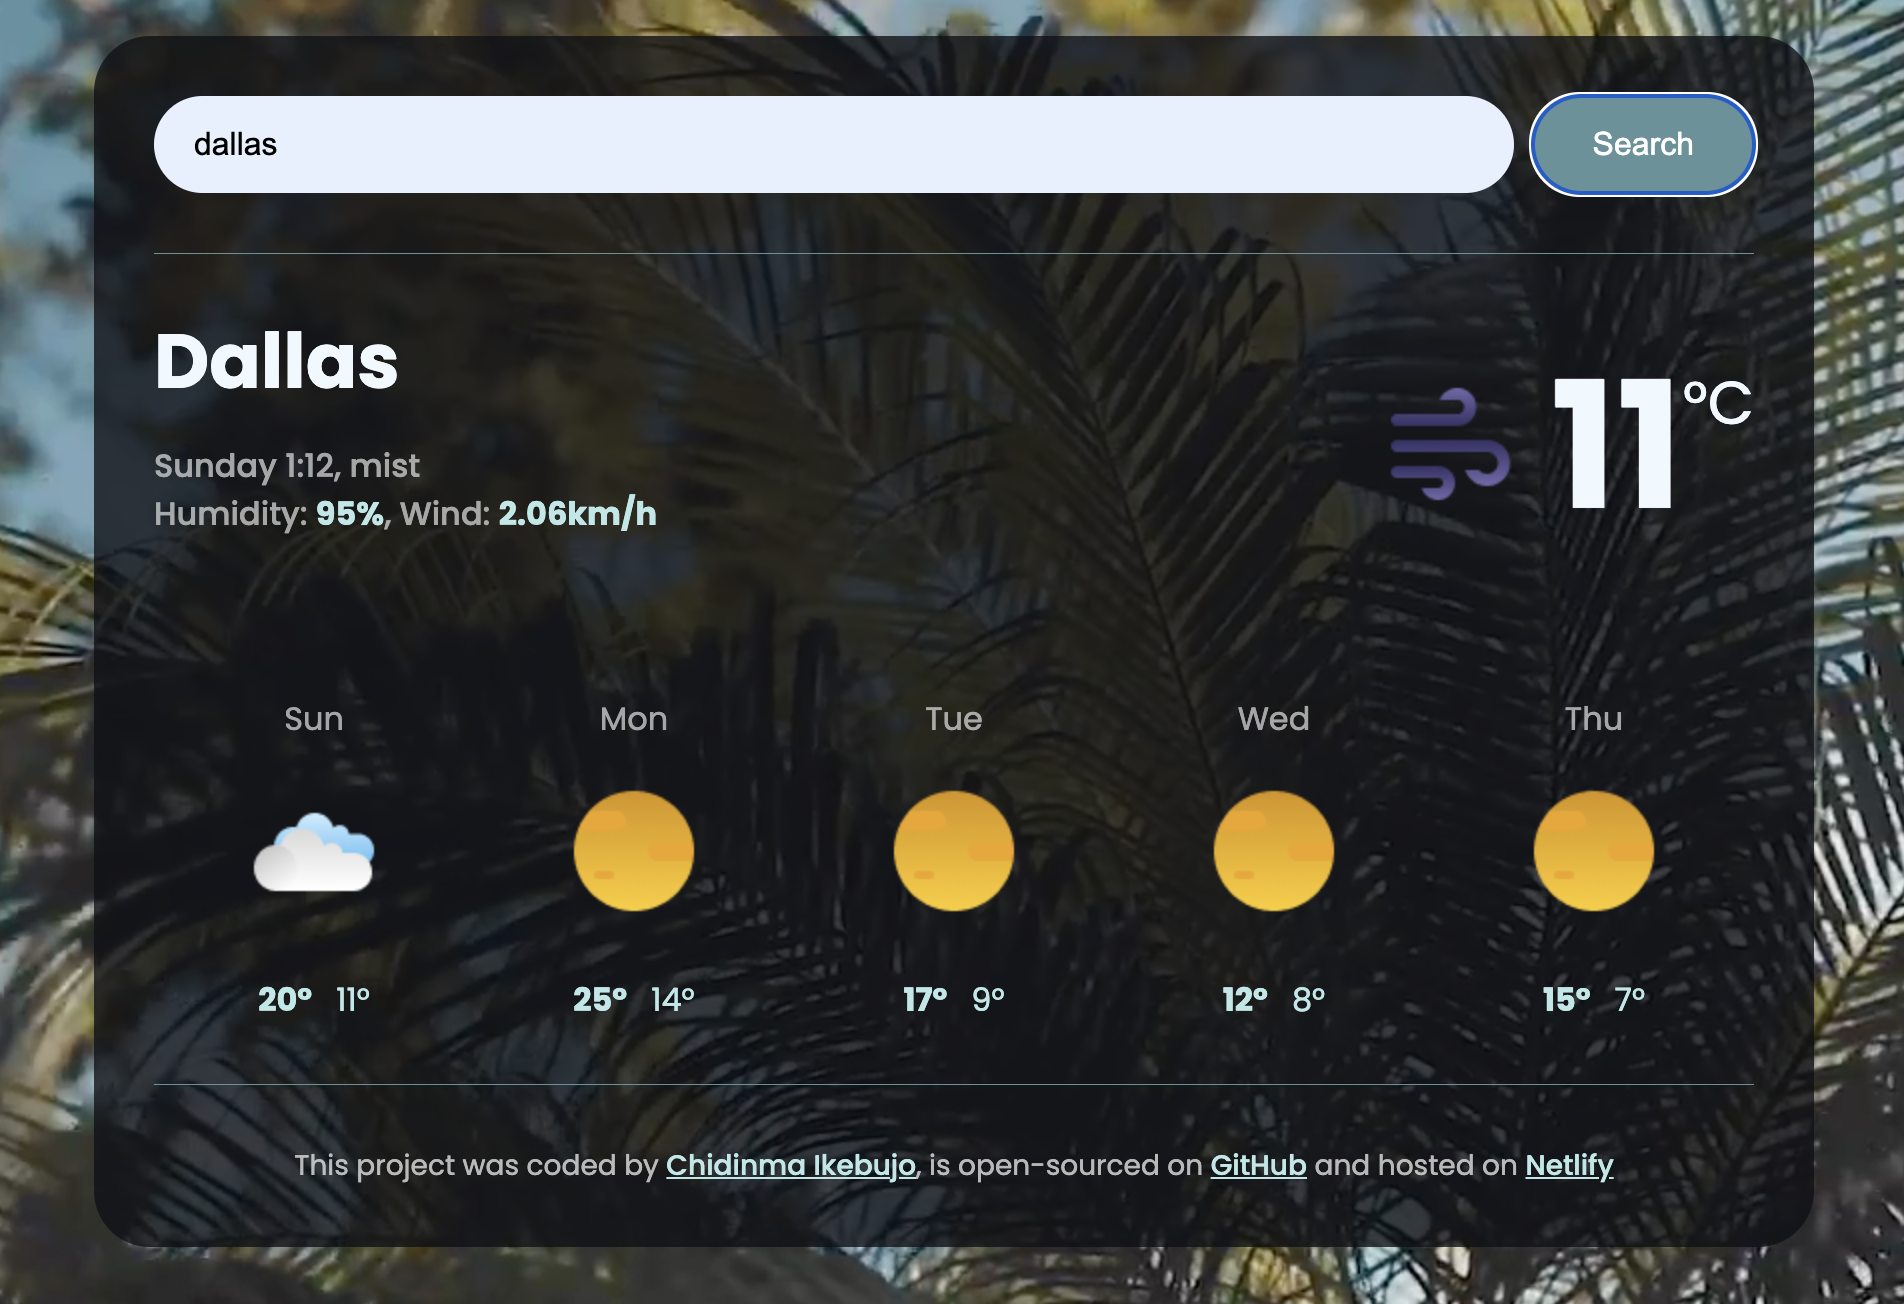 dallas
Search
Dallas
Sunday 1:12, mist
Humidity: 95%, Wind: 2.06km/h
11°C
Sun Mon Tue Wed Thu
20° 11° 25° 14° 17° 9° 12° 8° 15° 7°
This project was coded by Chidinma Ikebujo, is open-sourced on GitHub and hosted on Netlify